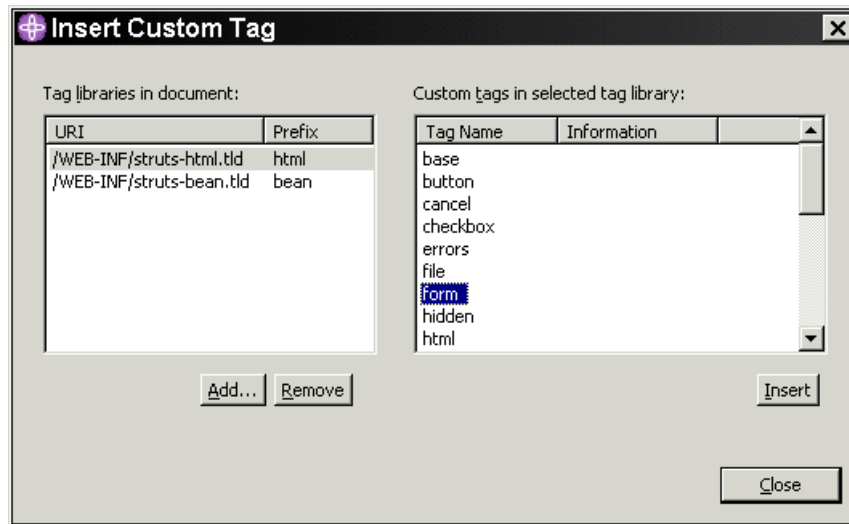 Insert Custom Tag
Tag libraries in document:
URI Prefix
/WEB-INF/struts-html.tld html
/WEB-INF/struts-bean.tld bean
Add... Remove
Custom tags in selected tag library:
Tag Name Information
base
button
cancel
checkbox
errors
file
form
hidden
html
Insert
Close